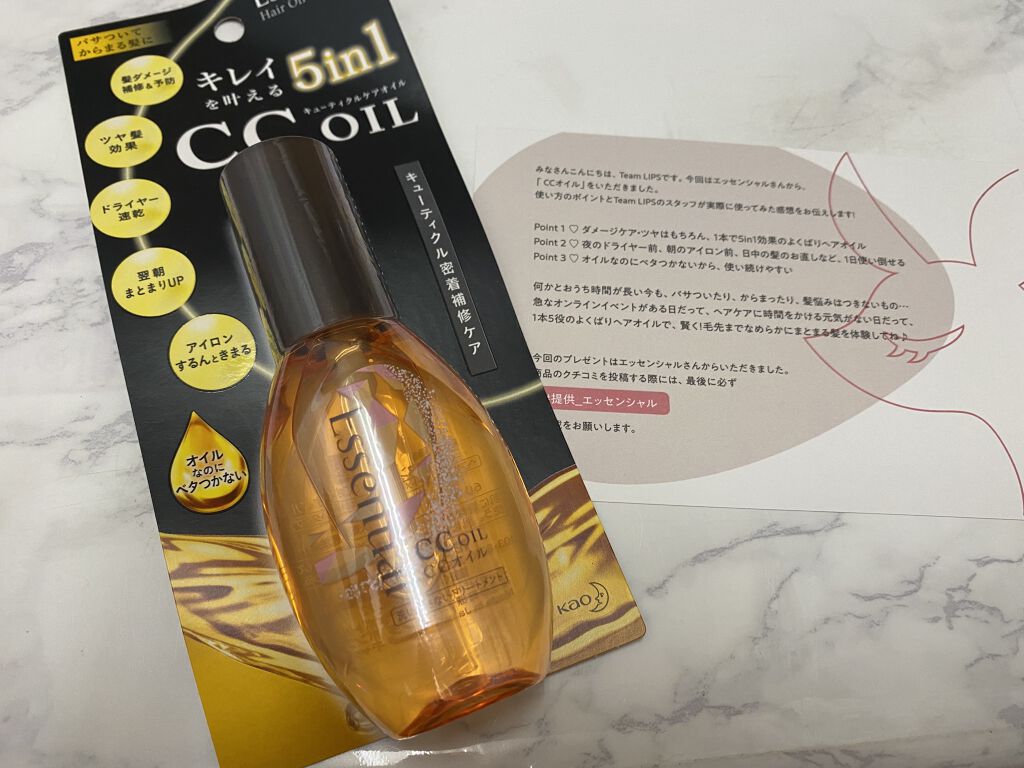 Hair Oil
パサついて
からまる髪に
髪ダメージ
補修&予防
ツヤ髪
効果
ドライヤー
速乾
翌朝
まとまりUP
アイロン
するんときまる
オイル
なのに
ベタつかない
キレイ
を叶える
5in1
キューティクルケアオイル
CC OIL
キューティクル密着補修ケア
Essential
CC OIL
CCオイル
Kao
みなさんこんにちは、Team LIPSです。今回はエッセンシャルさんから、
「CCオイル」をいただきました。
使い方のポイントとTeam LIPSのスタッフが実際に使ってみた感想をお伝えします!
Point 1 ♡ ダメージケア・ツヤはもちろん、1本で5in1効果のよくばりヘアオイル
Point 2 ♡ 夜のドライヤー前、朝のアイロン前、日中の髪のお直しなど、1日使い倒せる
Point 3 ♡ オイルなのにベタつかないから、使い続けやすい
何かとおうち時間が長い今も、パサついたり、からまったり、髪悩みはつきないもの…
急なオンラインイベントがある日だって、ヘアケアに時間をかける元気がない日だって、
1本5役のよくばりヘアオイルで、賢く!毛先までなめらかにまとまる髪を体験してね♪
今回のプレゼントはエッセンシャルさんからいただきました。
商品のクチコミを投稿する際には、最後に必ず
提供_エッセンシャル
をお願いします。